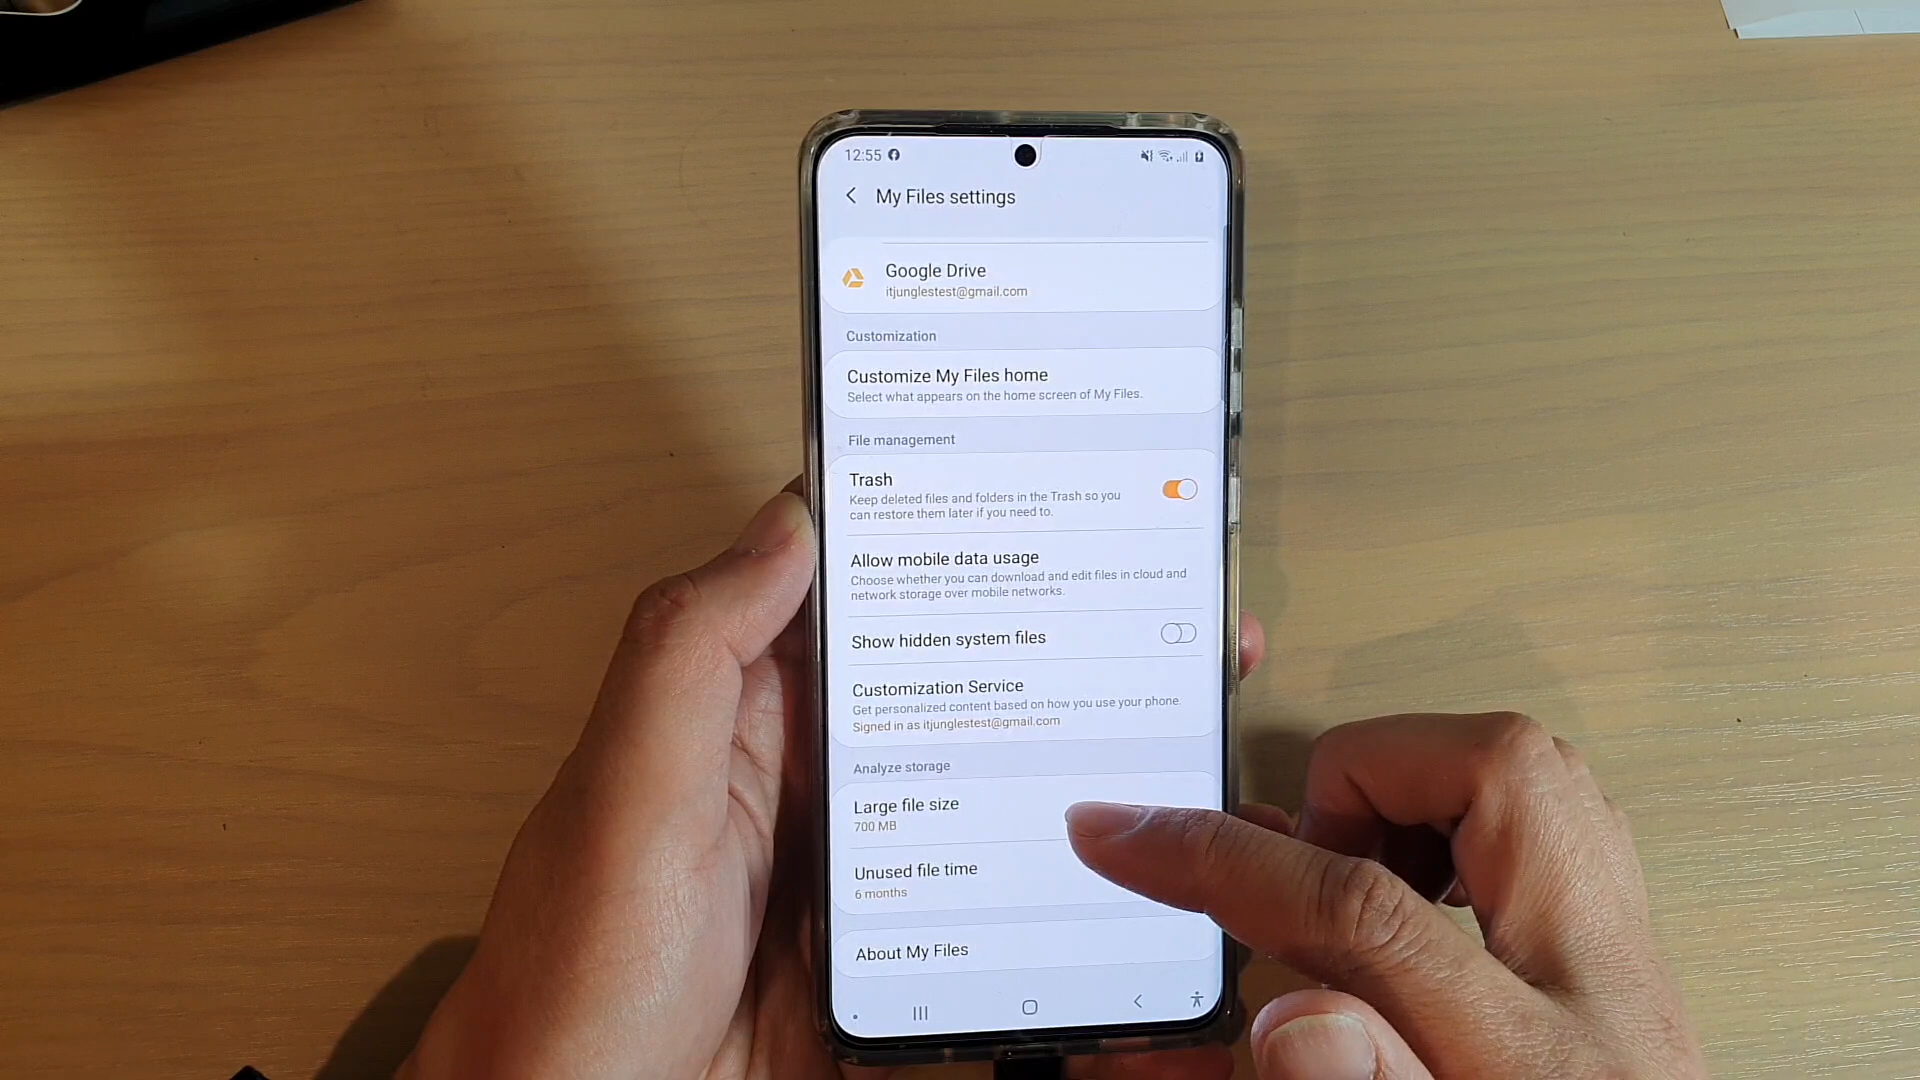 12:55
My Files settings
Google Drive
itjunglestest@gmail.com
Customization
Customize My Files home
Select what appears on the home screen of My Files.
File management
Trash
Keep deleted files and folders in the Trash so you
can restore them later if you need to.
Allow mobile data usage
Choose whether you can download and edit files in cloud and
network storage over mobile networks.
Show hidden system files
Customization Service
Get personalized content based on how you use your phone.
Signed in as itjunglestest@gmail.com
Analyze storage
Large file size
700 MB
Unused file time
6 months
About My Files